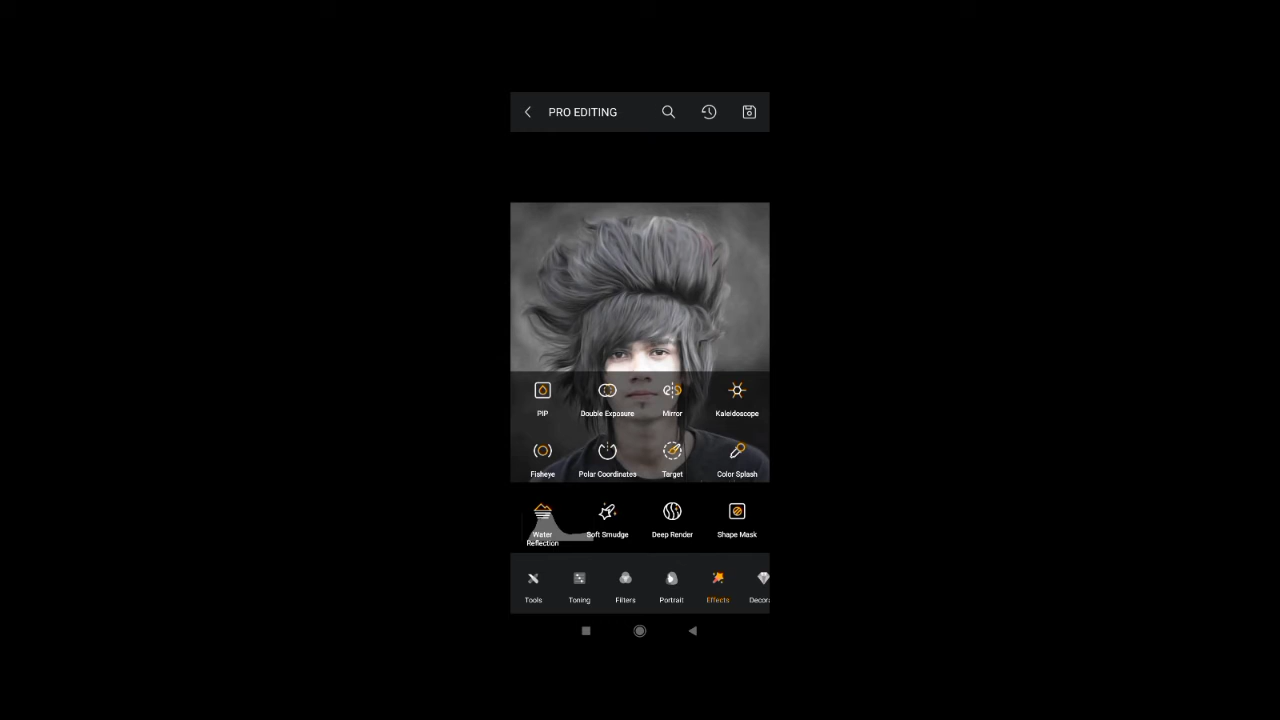 PRO EDITING
PIP Double Exposure Mirror Kaleidoscope
Fisheye Polar Coordinates Target Color Splash
Water Soft Smudge Deep Render Shape Mask
Reflection
Tools Toning Filters Portrait Effects Decora